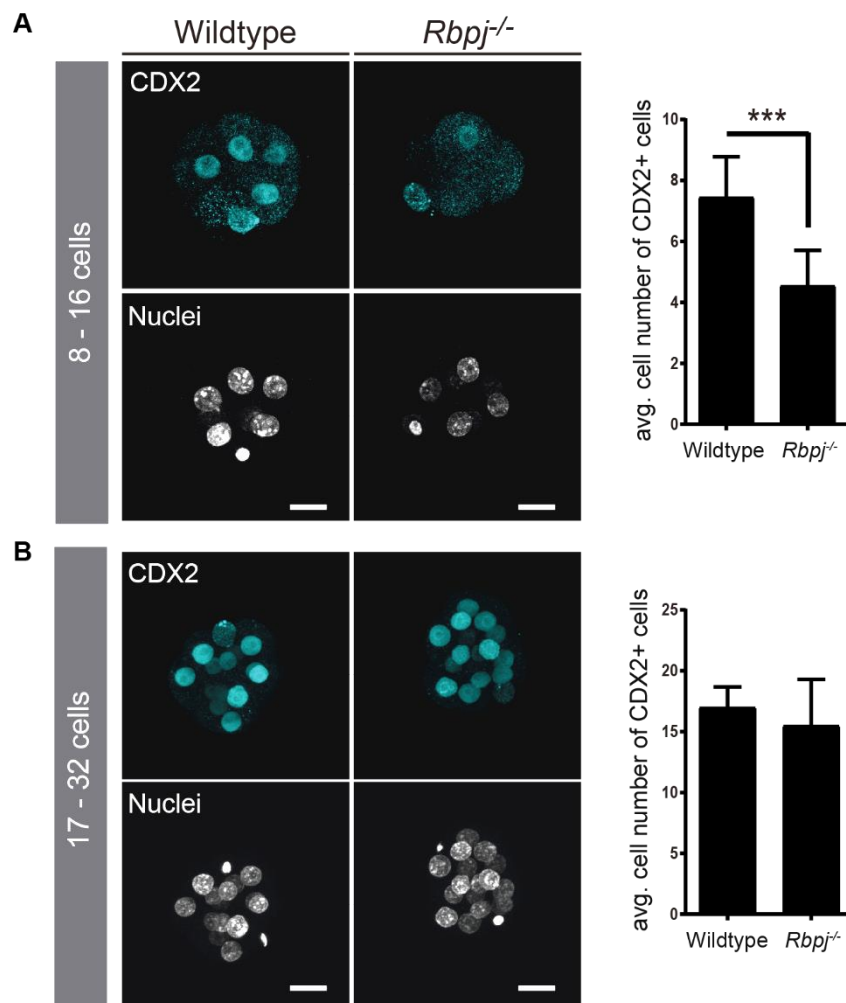 A
Wildtype
Rbpj-/-
8 - 16 cells
CDX2
Nuclei
avg. cell number of CDX2+ cells
10
8
6
4
2
0
***
Wildtype
Rbpj-/-
B
17 - 32 cells
CDX2
Nuclei
avg. cell number of CDX2+ cells
25
20
15
10
5
0
Wildtype
Rbpj-/-